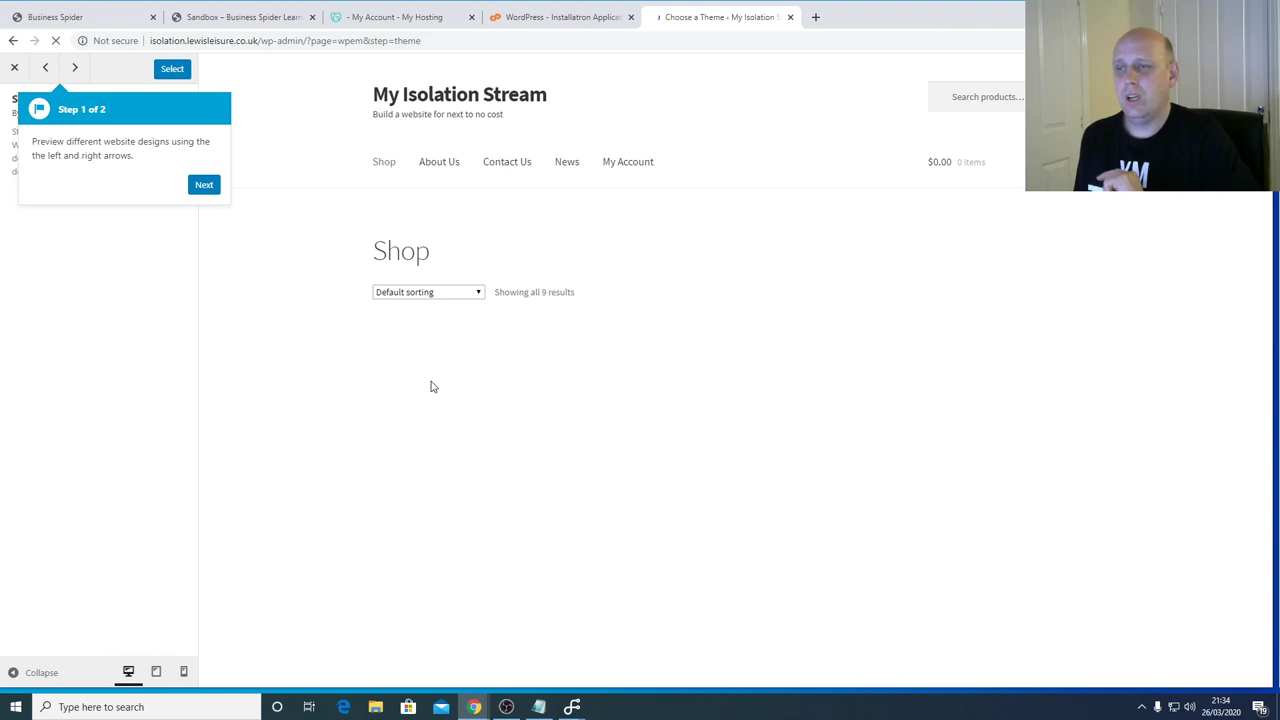 Business Spider
Sandbox – Business Spider Learn
- My Account - My Hosting
WordPress - Installatron Applicat
Choose a Theme ‹ My Isolation S
Not secure
isolation.lewisleisure.co.uk/wp-admin/?page=wpem&step=theme
Select
Step 1 of 2
Preview different website designs using the
the left and right arrows.
Next
My Isolation Stream
Build a website for next to no cost
Search products…
Shop
About Us
Contact Us
News
My Account
$0.00 0 items
Shop
Default sorting
Showing all 9 results
YM
Collapse
Type here to search
21:34
26/03/2020
19